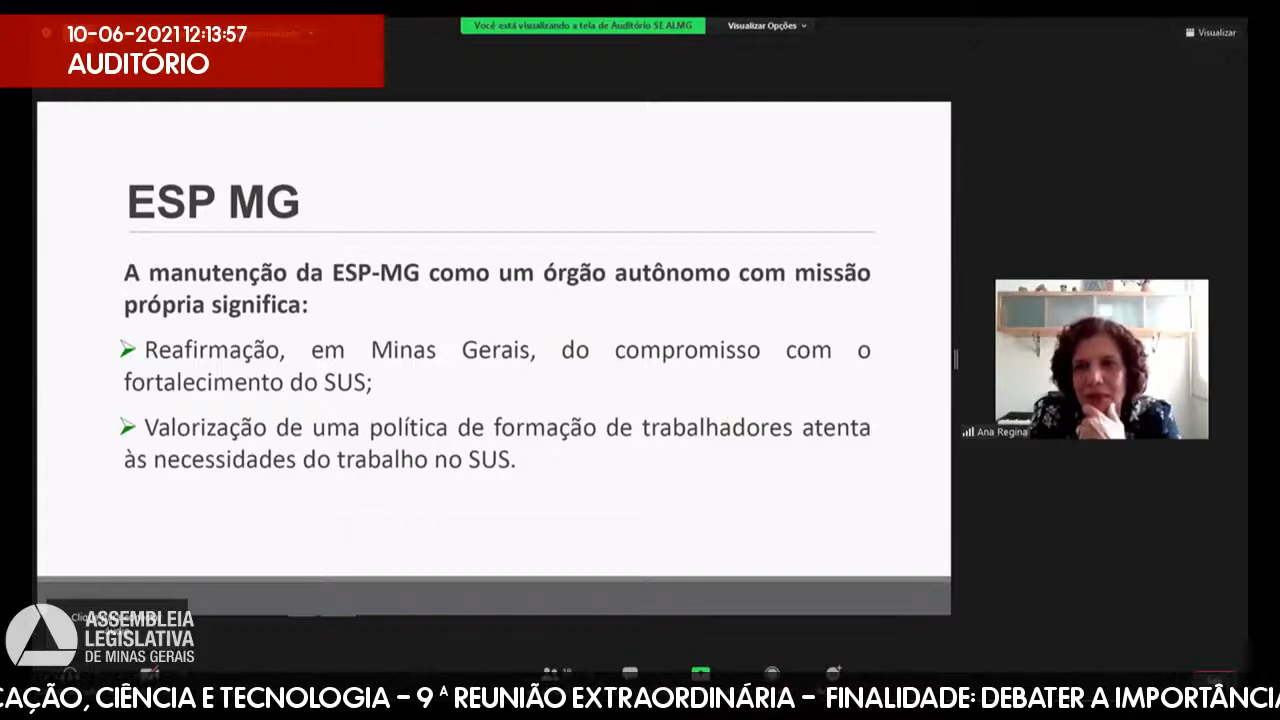 10-06-2021 12:13:57
AUDITÓRIO
Você está visualizando a tela de Auditório SE ALMG
Visualizar Opções
Visualizar
ESP MG
A manutenção da ESP-MG como um órgão autônomo com missão
própria significa:
Reafirmação, em Minas Gerais, do compromisso com o
fortalecimento do SUS;
Valorização de uma política de formação de trabalhadores atenta
às necessidades do trabalho no SUS.
Ana Regina
ASSEMBLEIA
LEGISLATIVA
DE MINAS GERAIS
CAÇÃO, CIÊNCIA E TECNOLOGIA - 9 ª REUNIÃO EXTRAORDINÁRIA - FINALIDADE: DEBATER A IMPORTÂNCIA